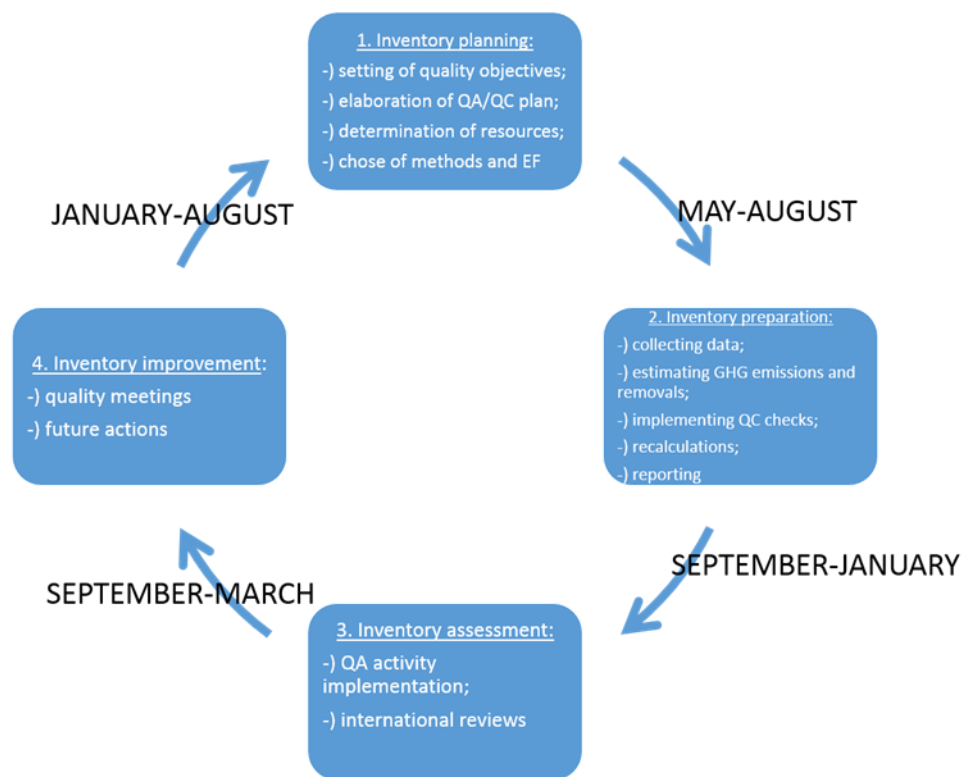 1. Inventory planning:
-) setting of quality objectives;
-) elaboration of QA/QC plan;
-) determination of resources;
-) chose of methods and EF
JANUARY-AUGUST
MAY-AUGUST
4. Inventory improvement:
-) quality meetings
-) future actions
2. Inventory preparation:
-) collecting data;
-) estimating GHG emissions and
removals;
-) implementing QC checks;
-) recalculations;
-) reporting
SEPTEMBER-MARCH
SEPTEMBER-JANUARY
3. Inventory assessment:
-) QA activity
implementation;
-) international reviews